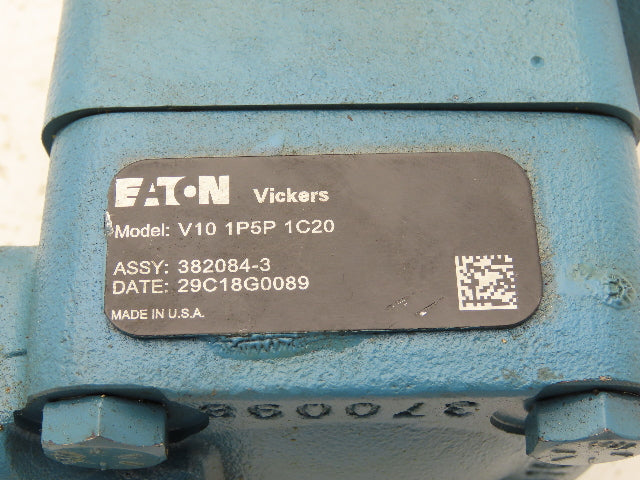 EATON Vickers
Model: V10 1P5P 1C20
ASSY: 382084-3
DATE: 29C18G0089
MADE IN U.S.A.